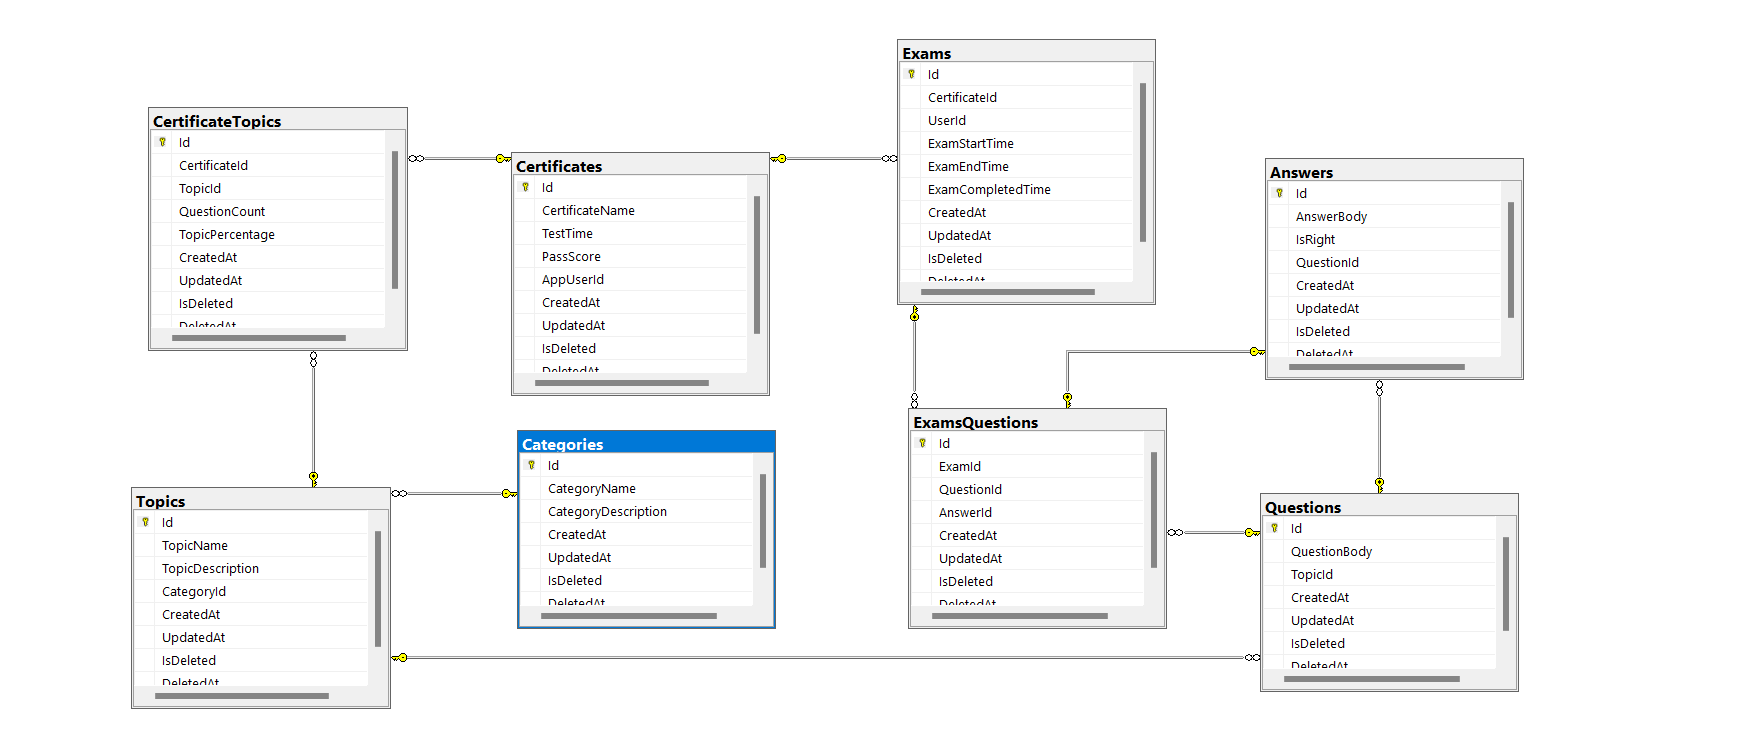 CertificateTopics
Id
CertificateId
TopicId
QuestionCount
TopicPercentage
CreatedAt
UpdatedAt
IsDeleted
DeletedAt
Certificates
Id
CertificateName
TestTime
PassScore
AppUserId
CreatedAt
UpdatedAt
IsDeleted
DeletedAt
Exams
Id
CertificateId
UserId
ExamStartTime
ExamEndTime
ExamCompletedTime
CreatedAt
UpdatedAt
IsDeleted
DeletedAt
Answers
Id
AnswerBody
IsRight
QuestionId
CreatedAt
UpdatedAt
IsDeleted
DeletedAt
Topics
Id
TopicName
TopicDescription
CategoryId
CreatedAt
UpdatedAt
IsDeleted
DeletedAt
Categories
Id
CategoryName
CategoryDescription
CreatedAt
UpdatedAt
IsDeleted
DeletedAt
ExamsQuestions
Id
ExamId
QuestionId
AnswerId
CreatedAt
UpdatedAt
IsDeleted
DeletedAt
Questions
Id
QuestionBody
TopicId
CreatedAt
UpdatedAt
IsDeleted
DeletedAt